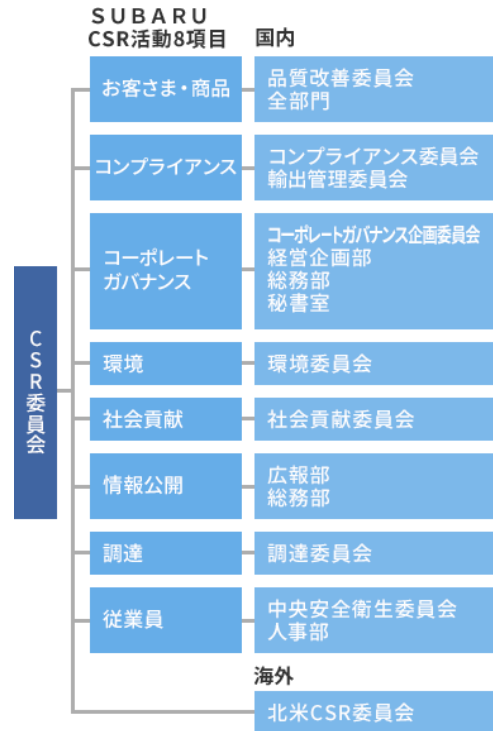 SUBARU
CSR活動8項目
国内
お客さま・商品
品質改善委員会
全部門
コンプライアンス
コンプライアンス委員会
輸出管理委員会
コーポレート
ガバナンス
コーポレートガバナンス企画委員会
経営企画部
総務部
秘書室
CSR委員会
環境
環境委員会
社会貢献
社会貢献委員会
情報公開
広報部
総務部
調達
調達委員会
従業員
中央安全衛生委員会
人事部
海外
北米CSR委員会